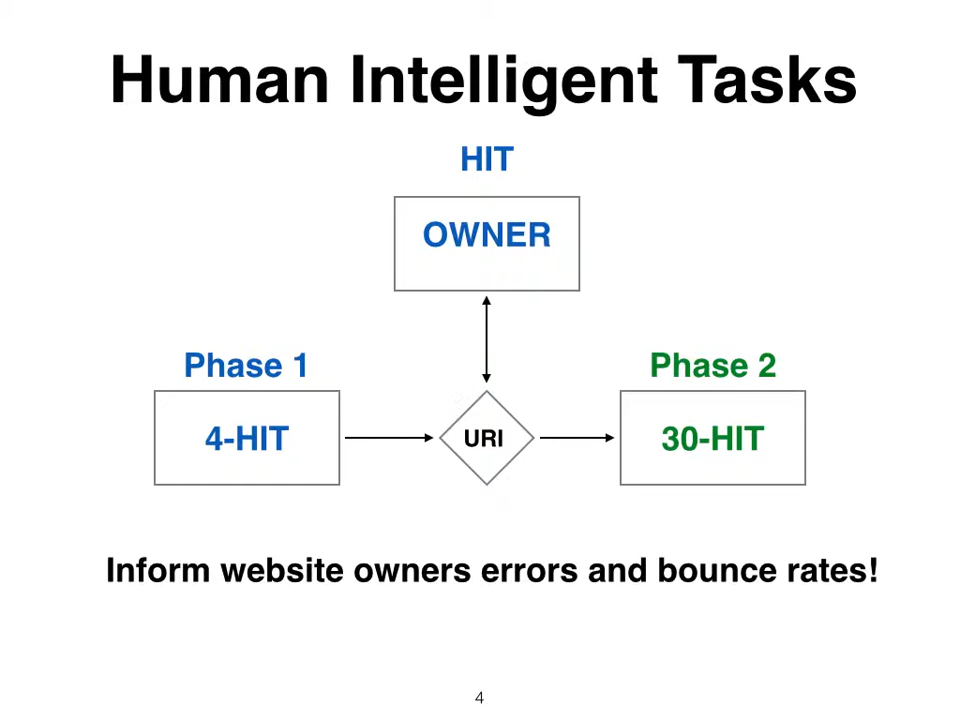 Human Intelligent Tasks
HIT
OWNER
Phase 1
Phase 2
4-HIT
URI
30-HIT
Inform website owners errors and bounce rates!
4